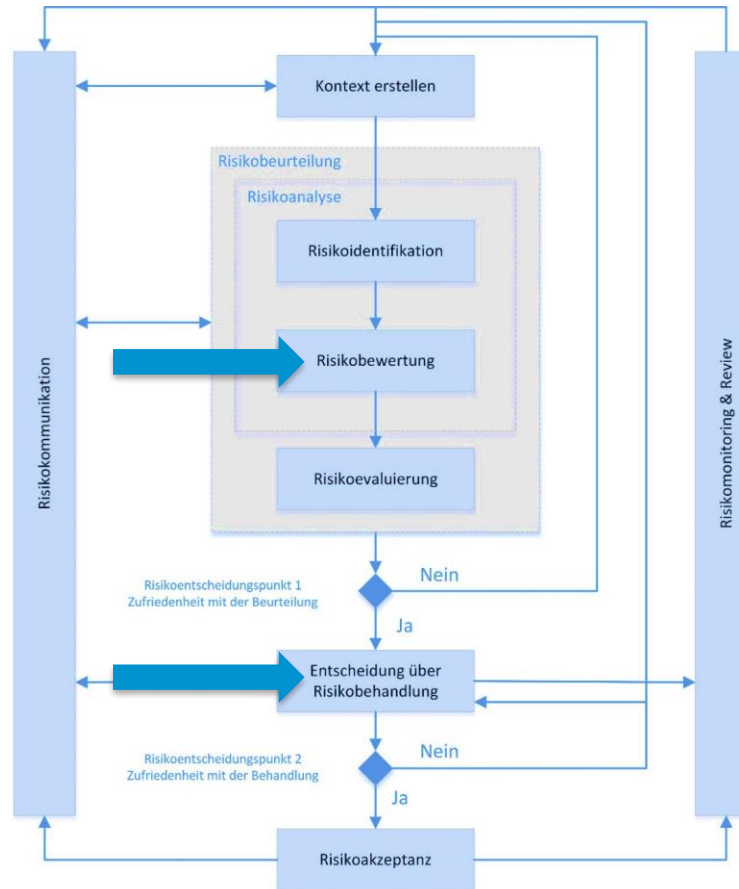 Kontext erstellen
Risikobeurteilung
Risikoanalyse
Risikoidentifikation
Risikobewertung
Risikoevaluierung
Risikokommunikation
Risikomonitoring & Review
Risikoentscheidungspunkt 1
Zufriedenheit mit der Beurteilung
Nein
Ja
Entscheidung über
Risikobehandlung
Risikoentscheidungspunkt 2
Zufriedenheit mit der Behandlung
Nein
Ja
Risikoakzeptanz